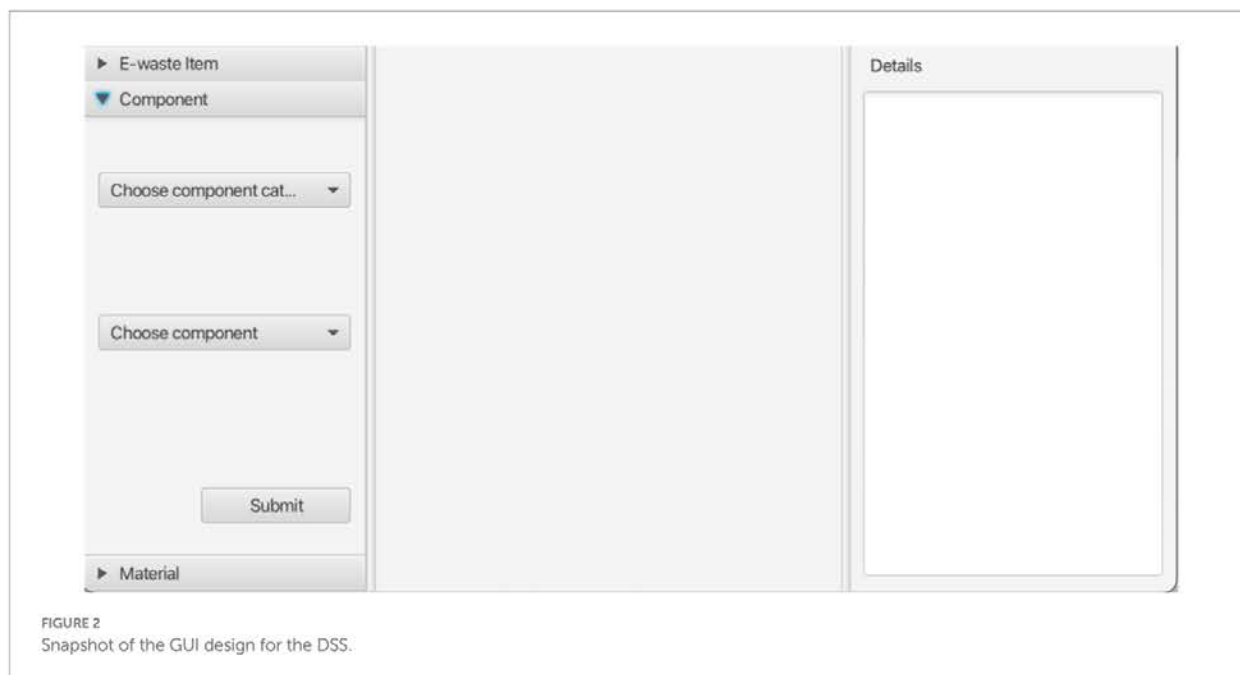 E-waste Item
Component
Choose component cat...
Choose component
Submit
Material
Details
FIGURE 2
Snapshot of the GUI design for the DSS.